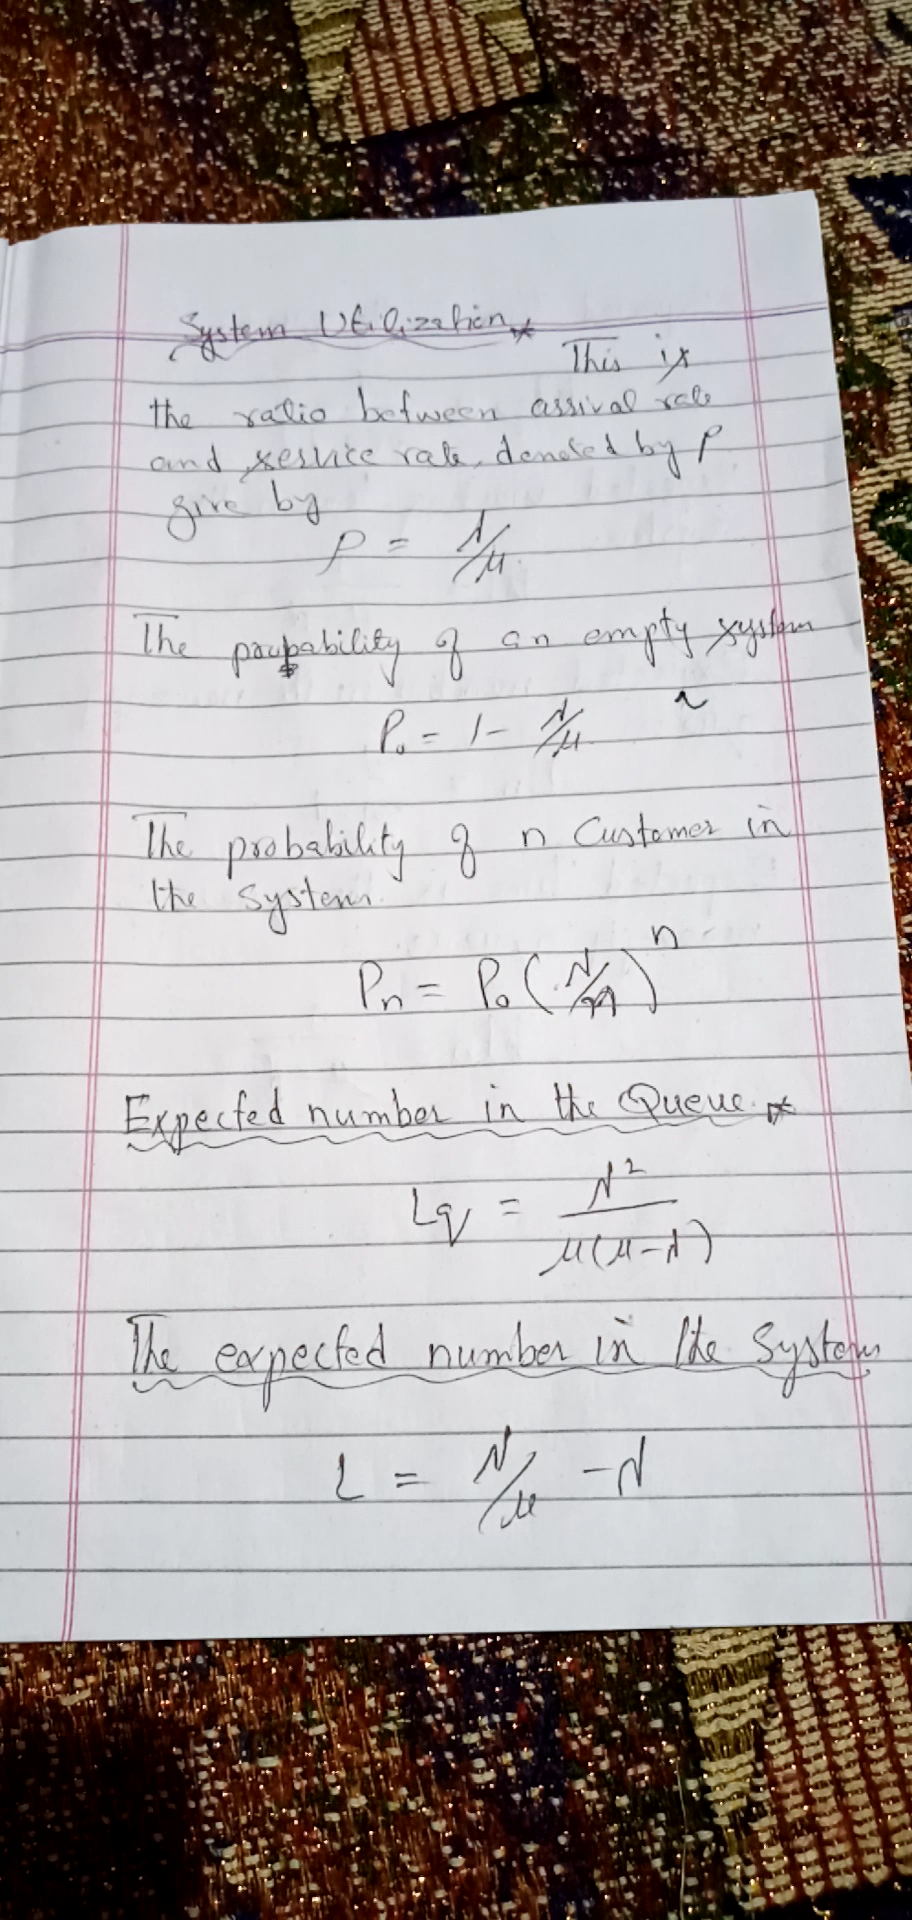 System Utilization
This is
the ratio between arrival rate
and service rate, denoted by ρ
give by
ρ = λ/μ.
The probability of an empty system
P₀ = 1 - λ/μ
The probability of n Customer in
the system.
Pn = P₀ (λ/μ)ⁿ
Expected number in the Queue.
Lq = λ² / μ(μ-λ)
The expected number in the System
L = λ/μ - λ